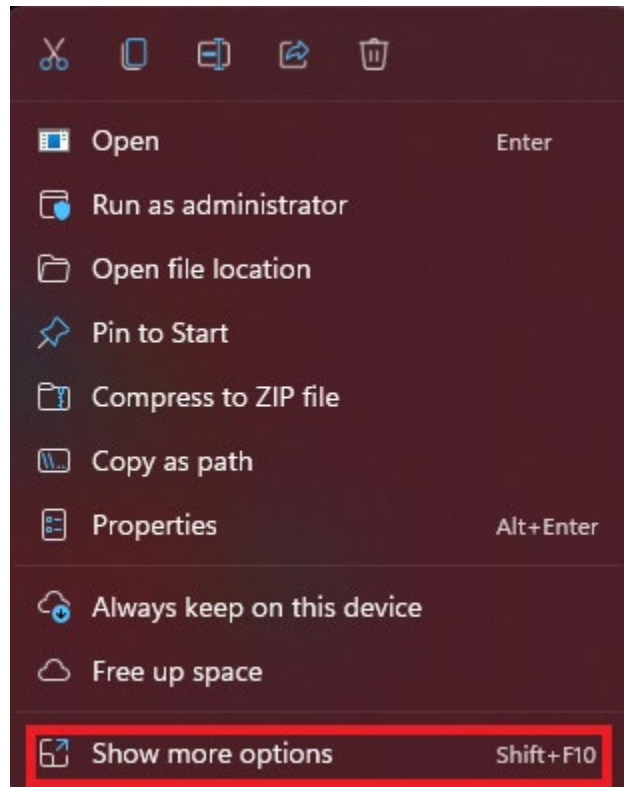 Open Enter
Run as administrator
Open file location
Pin to Start
Compress to ZIP file
Copy as path
Properties Alt+Enter
Always keep on this device
Free up space
Show more options Shift+F10